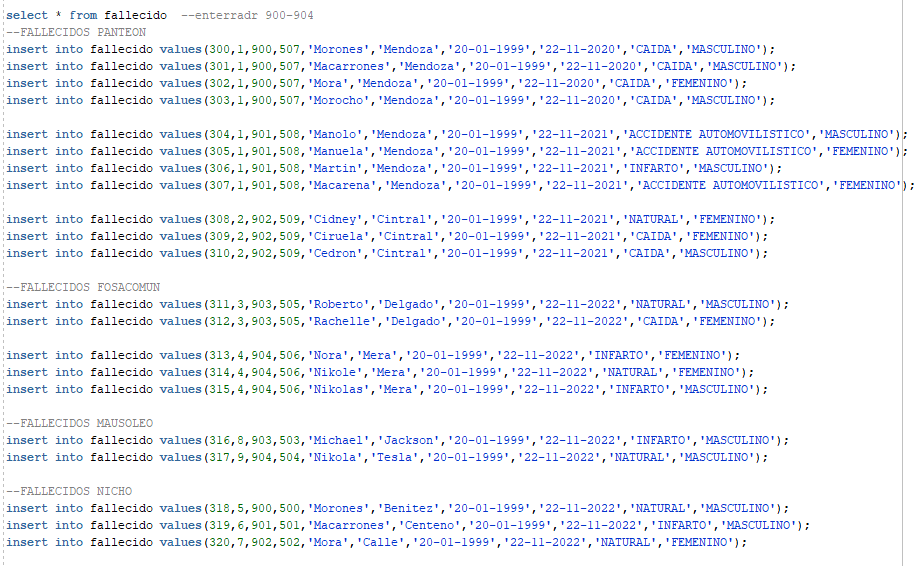 select * from fallecido  --enterradr 900-904
--FALLECIDOS PANTEON
insert into fallecido values(300,1,900,507,'Morones','Mendoza','20-01-1999','22-11-2020','CAIDA','MASCULINO');
insert into fallecido values(301,1,900,507,'Macarrones','Mendoza','20-01-1999','22-11-2020','CAIDA','MASCULINO');
insert into fallecido values(302,1,900,507,'Mora','Mendoza','20-01-1999','22-11-2020','CAIDA','FEMENINO');
insert into fallecido values(303,1,900,507,'Morocho','Mendoza','20-01-1999','22-11-2020','CAIDA','MASCULINO');
insert into fallecido values(304,1,901,508,'Manolo','Mendoza','20-01-1999','22-11-2021','ACCIDENTE AUTOMOVILISTICO','MASCULINO');
insert into fallecido values(305,1,901,508,'Manuela','Mendoza','20-01-1999','22-11-2021','ACCIDENTE AUTOMOVILISTICO','FEMENINO');
insert into fallecido values(306,1,901,508,'Martin','Mendoza','20-01-1999','22-11-2021','INFARTO','MASCULINO');
insert into fallecido values(307,1,901,508,'Macarena','Mendoza','20-01-1999','22-11-2021','ACCIDENTE AUTOMOVILISTICO','FEMENINO');
insert into fallecido values(308,2,902,509,'Cidney','Cintral','20-01-1999','22-11-2021','NATURAL','FEMENINO');
insert into fallecido values(309,2,902,509,'Ciruela','Cintral','20-01-1999','22-11-2021','CAIDA','FEMENINO');
insert into fallecido values(310,2,902,509,'Cedron','Cintral','20-01-1999','22-11-2021','CAIDA','MASCULINO');
--FALLECIDOS FOSACOMUN
insert into fallecido values(311,3,903,505,'Roberto','Delgado','20-01-1999','22-11-2022','NATURAL','MASCULINO');
insert into fallecido values(312,3,903,505,'Rachelle','Delgado','20-01-1999','22-11-2022','CAIDA','FEMENINO');
insert into fallecido values(313,4,904,506,'Nora','Mera','20-01-1999','22-11-2022','INFARTO','FEMENINO');
insert into fallecido values(314,4,904,506,'Nikole','Mera','20-01-1999','22-11-2022','NATURAL','FEMENINO');
insert into fallecido values(315,4,904,506,'Nikolas','Mera','20-01-1999','22-11-2022','INFARTO','MASCULINO');
--FALLECIDOS MAUSOLEO
insert into fallecido values(316,8,903,503,'Michael','Jackson','20-01-1999','22-11-2022','INFARTO','MASCULINO');
insert into fallecido values(317,9,904,504,'Nikola','Tesla','20-01-1999','22-11-2022','NATURAL','MASCULINO');
--FALLECIDOS NICHO
insert into fallecido values(318,5,900,500,'Morones','Benitez','20-01-1999','22-11-2022','NATURAL','MASCULINO');
insert into fallecido values(319,6,901,501,'Macarrones','Centeno','20-01-1999','22-11-2022','INFARTO','MASCULINO');
insert into fallecido values(320,7,902,502,'Mora','Calle','20-01-1999','22-11-2022','NATURAL','FEMENINO');